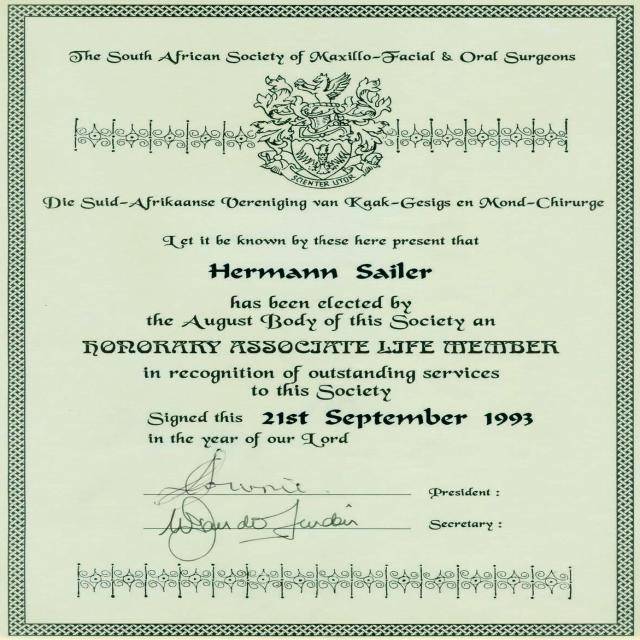 The South African Society of Maxillo-Facial & Oral Surgeons
SCIENTER UTOR
Die Suid-Afrikaanse Vereniging van Kaak-Gesigs en Mond-Chirurge
Let it be known by these here present that
Hermann Sailer
has been elected by
the August Body of this Society an
HONORARY ASSOCIATE LIFE MEMBER
in recognition of outstanding services
to this Society
Signed this 21st September 1993
in the year of our Lord
President :
Secretary :